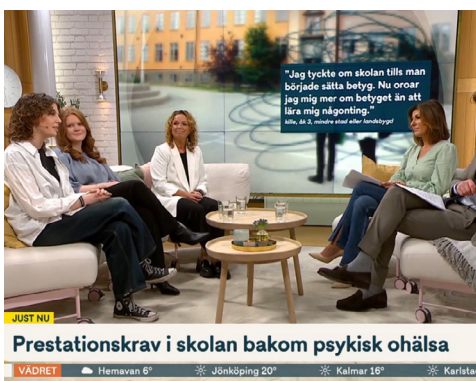 "Jag tyckte om skolan tills man
började sätta betyg. Nu oroar
jag mig mer om betyget än att
lära mig någonting."
kille, åk 3, mindre stad eller landsbygd
JUST NU
Prestationskrav i skolan bakom psykisk ohälsa
VÄDRET Hemavan 6° Jönköping 20° Kalmar 16° Karlsta